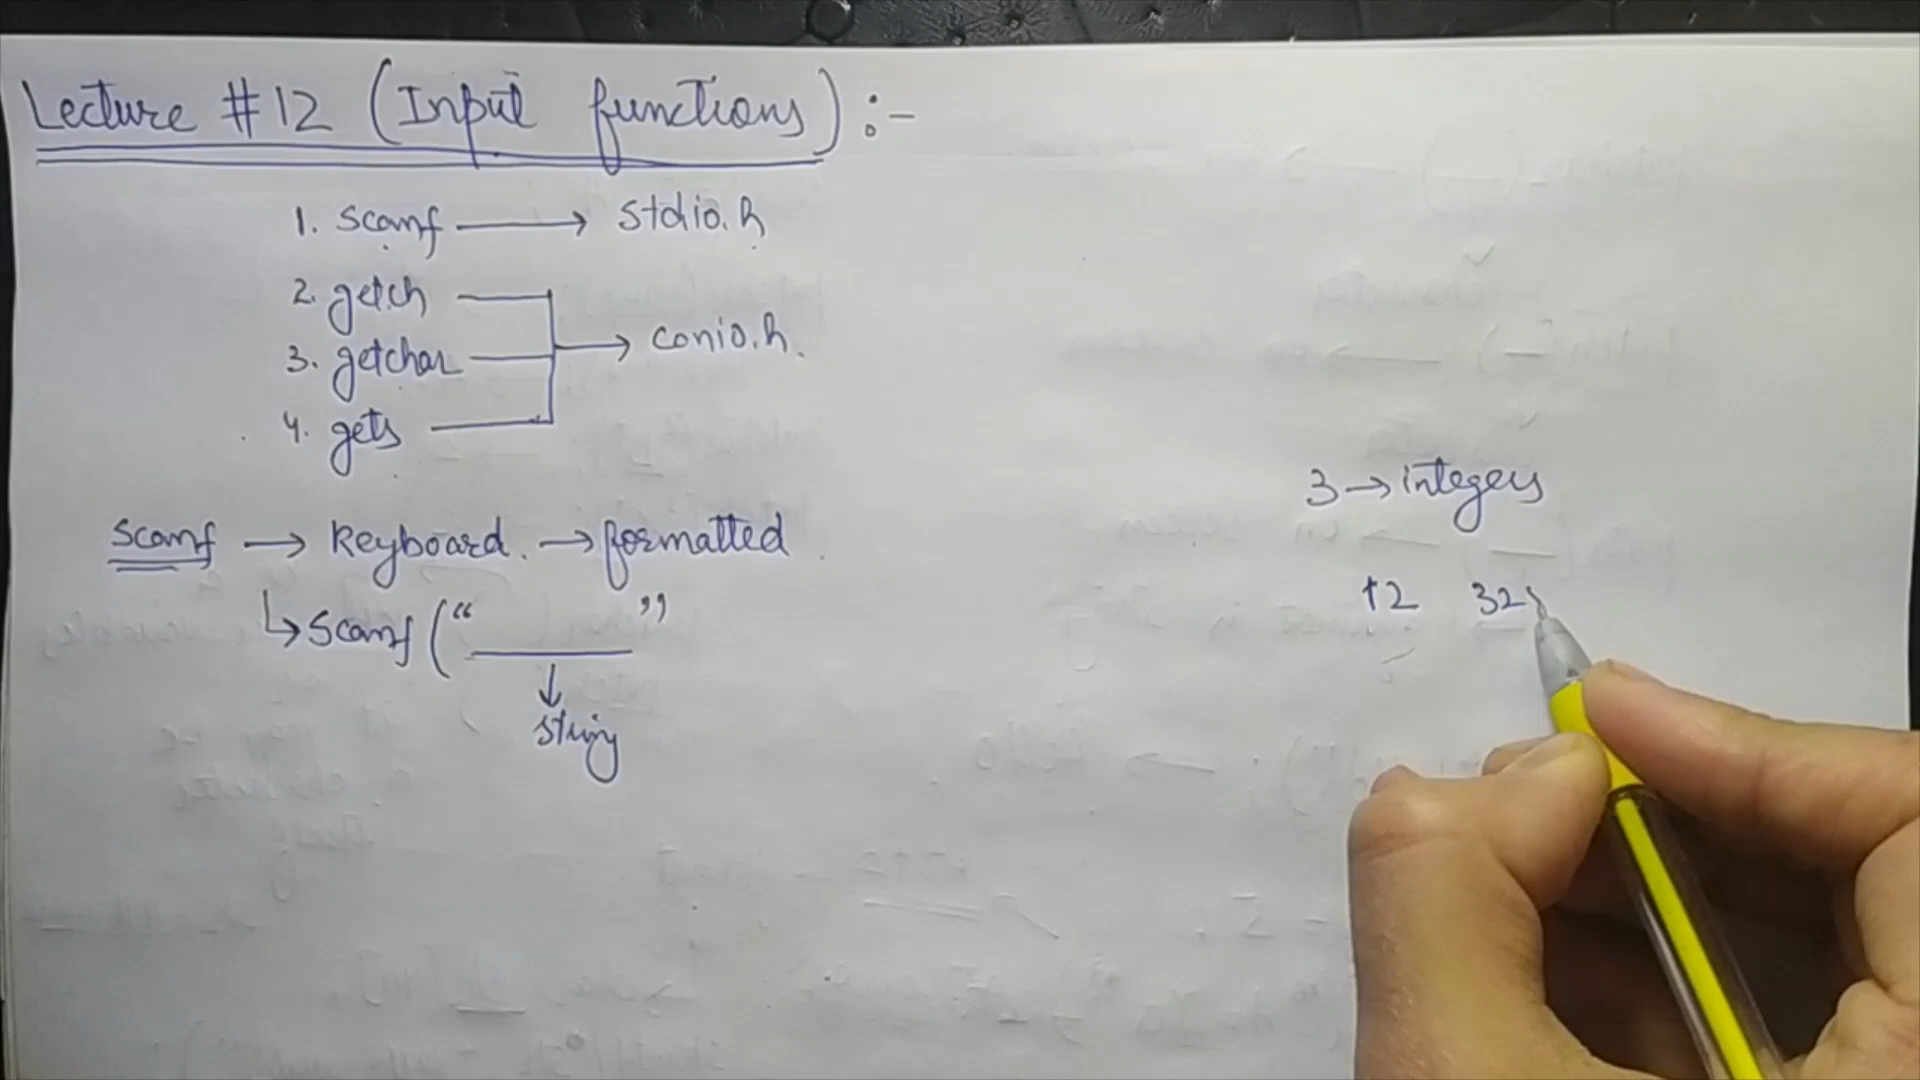 Lecture #12 (Input functions) :-
1. scanf → stdio.h
2. getch
3. getchar → conio.h.
4. gets
scanf → Keyboard. → formatted
↳ scanf (“ ______ ”
↓
string
3 → integers
12 32